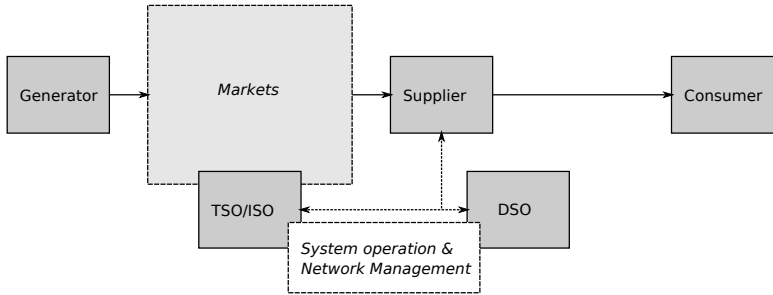 Markets
Generator
Supplier
Consumer
TSO/ISO
DSO
System operation &
Network Management